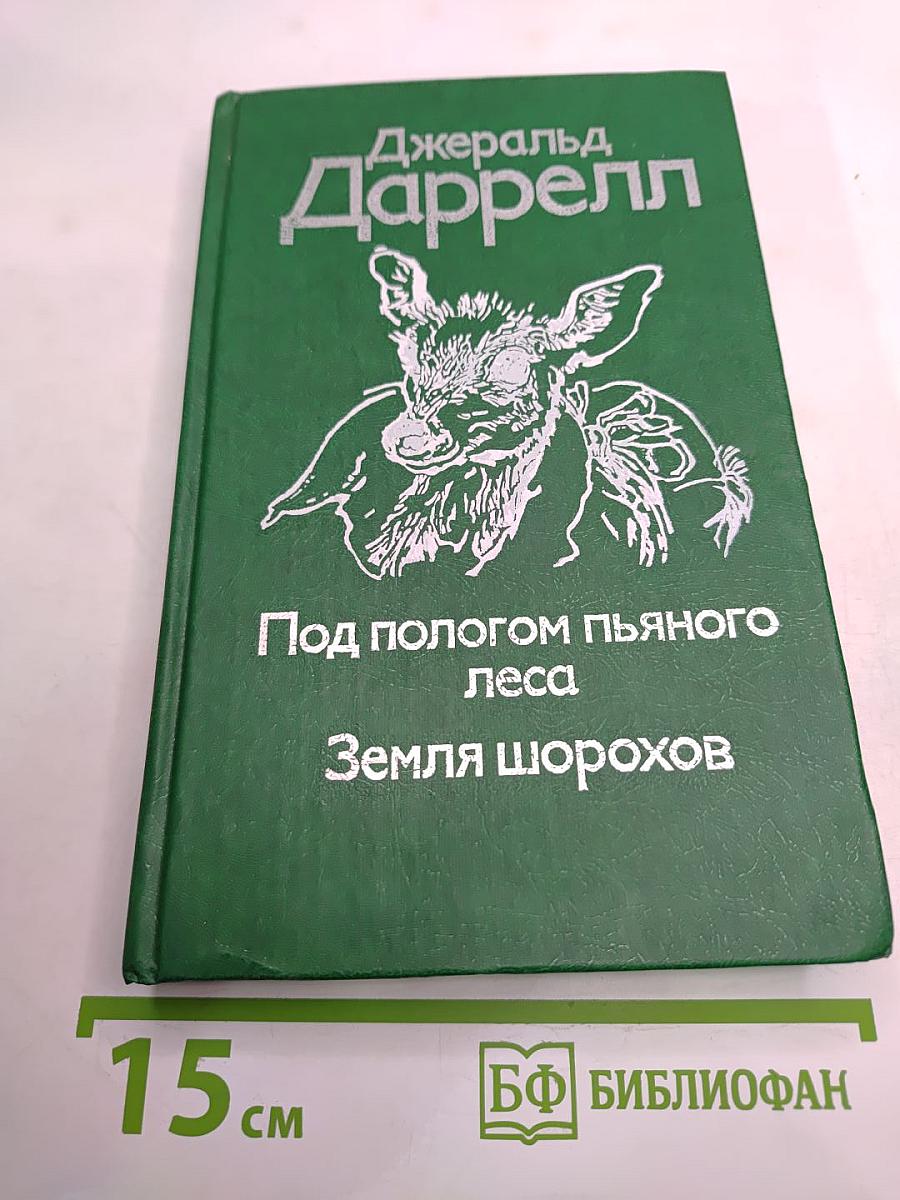 Джеральд
Даррелл
Под пологом пьяного
леса
Земля шорохов
15 см
БФ БИБЛИОФАН